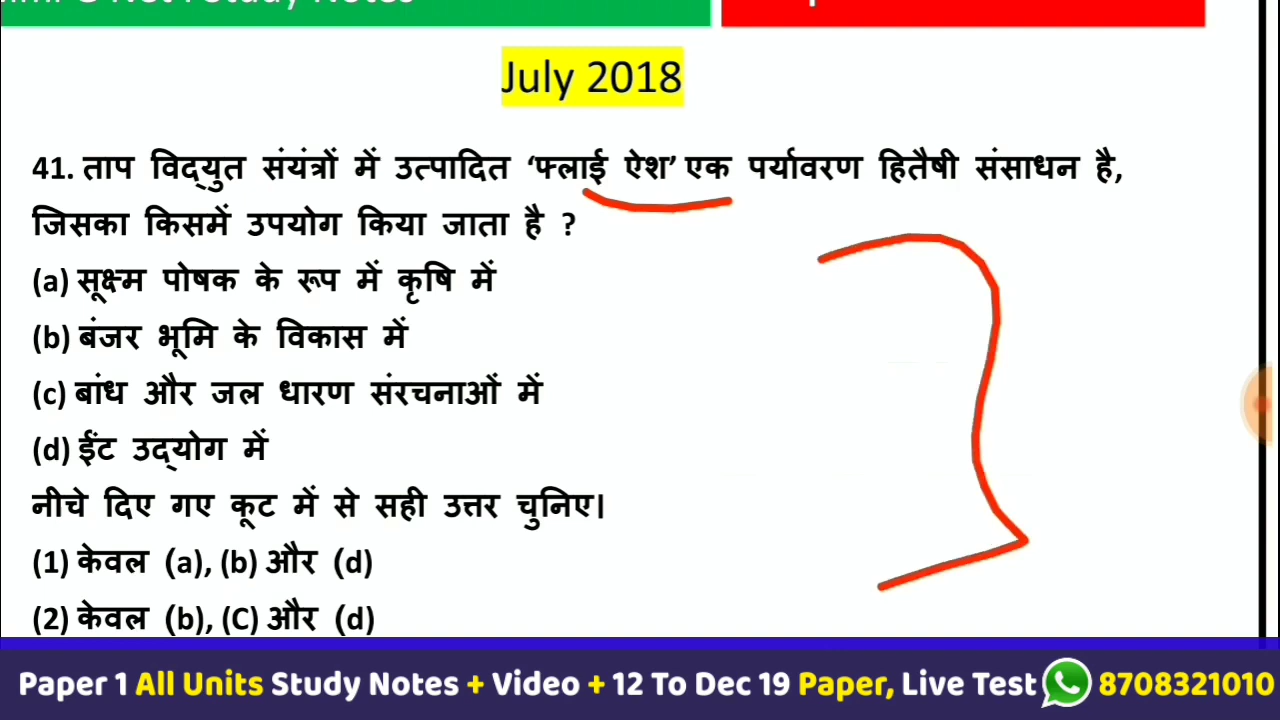 July 2018
41. ताप विद्युत संयंत्रों में उत्पादित ‘फ्लाई ऐश’ एक पर्यावरण हितैषी संसाधन है,
जिसका किसमें उपयोग किया जाता है ?
(a) सूक्ष्म पोषक के रूप में कृषि में
(b) बंजर भूमि के विकास में
(c) बांध और जल धारण संरचनाओं में
(d) ईंट उद्योग में
नीचे दिए गए कूट में से सही उत्तर चुनिए।
(1) केवल (a), (b) और (d)
(2) केवल (b), (C) और (d)
Paper 1 All Units Study Notes + Video + 12 To Dec 19 Paper, Live Test 8708321010